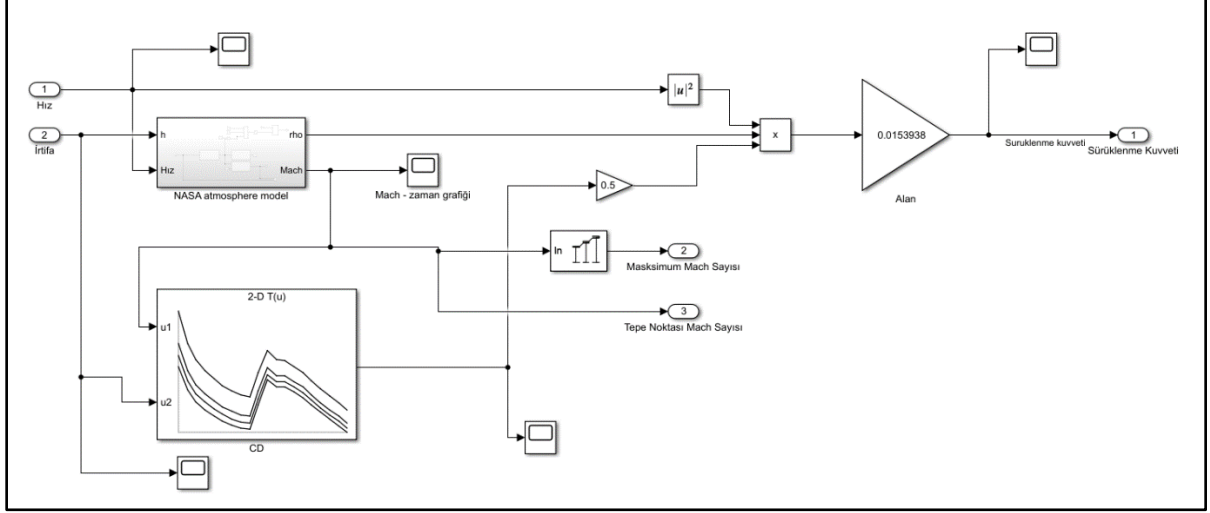 1
Hız
|u|²
2
İrtifa
h
rho
Hız
Mach
NASA atmosphere model
Mach - zaman grafiği
x
0.5
0.0153938
Alan
Suruklenme kuvveti
1
Sürüklenme Kuvveti
In
2
Masksimum Mach Sayısı
3
Tepe Noktası Mach Sayısı
2-D T(u)
u1
u2
CD